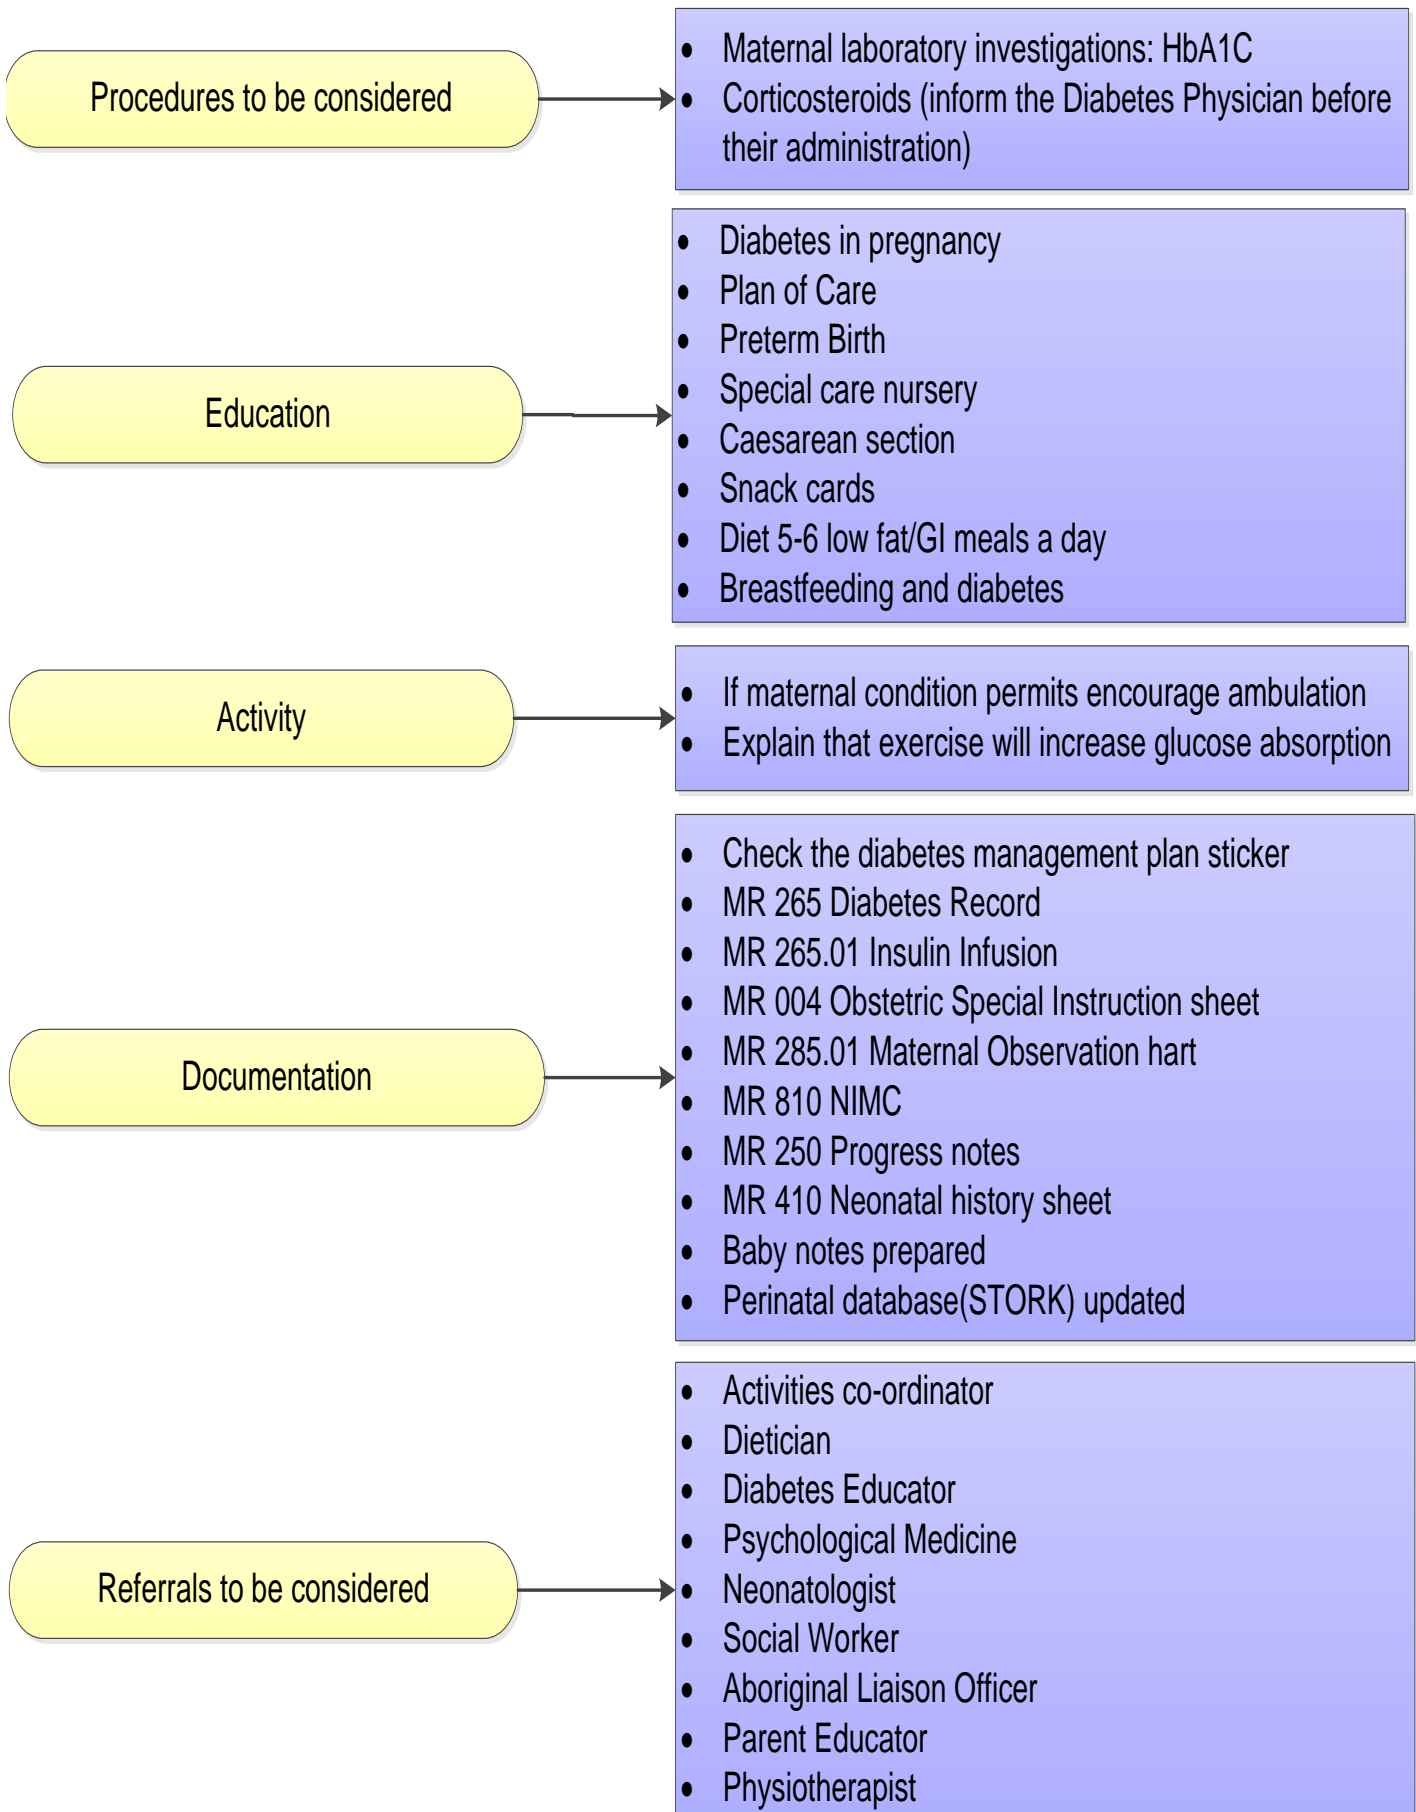 Procedures to be considered
• Maternal laboratory investigations: HbA1C
• Corticosteroids (inform the Diabetes Physician before
their administration)
Education
• Diabetes in pregnancy
• Plan of Care
• Preterm Birth
• Special care nursery
• Caesarean section
• Snack cards
• Diet 5-6 low fat/GI meals a day
• Breastfeeding and diabetes
Activity
• If maternal condition permits encourage ambulation
• Explain that exercise will increase glucose absorption
Documentation
• Check the diabetes management plan sticker
• MR 265 Diabetes Record
• MR 265.01 Insulin Infusion
• MR 004 Obstetric Special Instruction sheet
• MR 285.01 Maternal Observation hart
• MR 810 NIMC
• MR 250 Progress notes
• MR 410 Neonatal history sheet
• Baby notes prepared
• Perinatal database(STORK) updated
Referrals to be considered
• Activities co-ordinator
• Dietician
• Diabetes Educator
• Psychological Medicine
• Neonatologist
• Social Worker
• Aboriginal Liaison Officer
• Parent Educator
• Physiotherapist